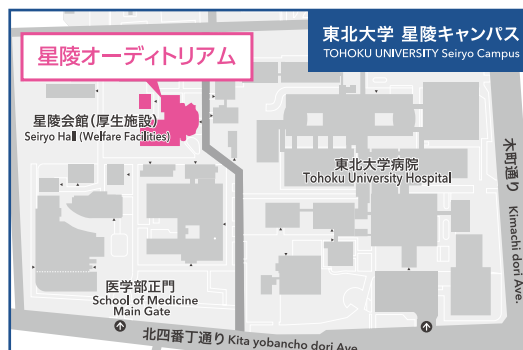 東北大学 星陵キャンパス
TOHOKU UNIVERSITY Seiryo Campus
星陵オーディトリアム
星陵会館(厚生施設)
Seiryo Hall (Welfare Facilities)
東北大学病院
Tohoku University Hospital
木町通り Kimachi dori Ave.
医学部正門
School of Medicine
Main Gate
北四番丁通り Kita yobancho dori Ave.